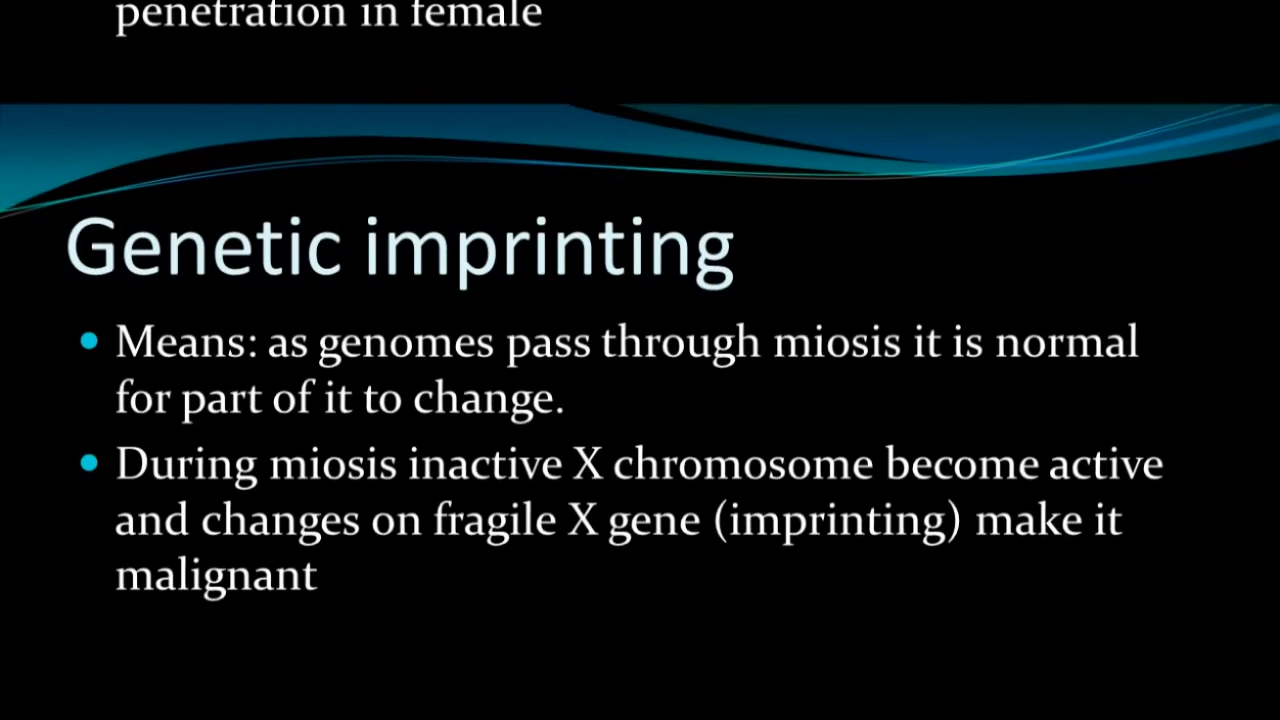 penetration in female
Genetic imprinting
• Means: as genomes pass through miosis it is normal
for part of it to change.
• During miosis inactive X chromosome become active
and changes on fragile X gene (imprinting) make it
malignant